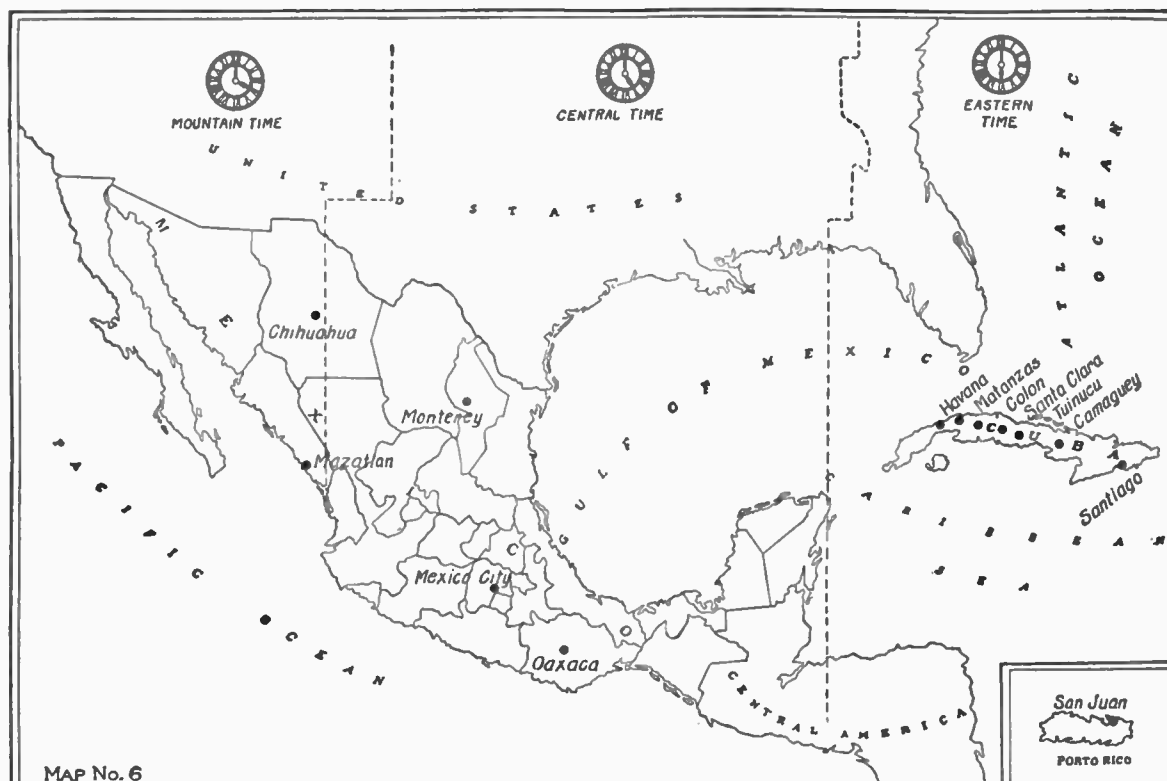 MOUNTAIN TIME
CENTRAL TIME
EASTERN
TIME
UNITED STATES
ATLANTIC
OCEAN
MEXICO
Chihuahua
Monterey
Mazatlan
Mexico City
Oaxaca
GULF OF MEXICO
Havana
Matanzas
Colon
Santa Clara
Tuinucu
Camaguey
CUBA
Santiago
CARIBBEAN
SEA
PACIFIC OCEAN
CENTRAL AMERICA
San Juan
PORTO RICO
MAP NO. 6